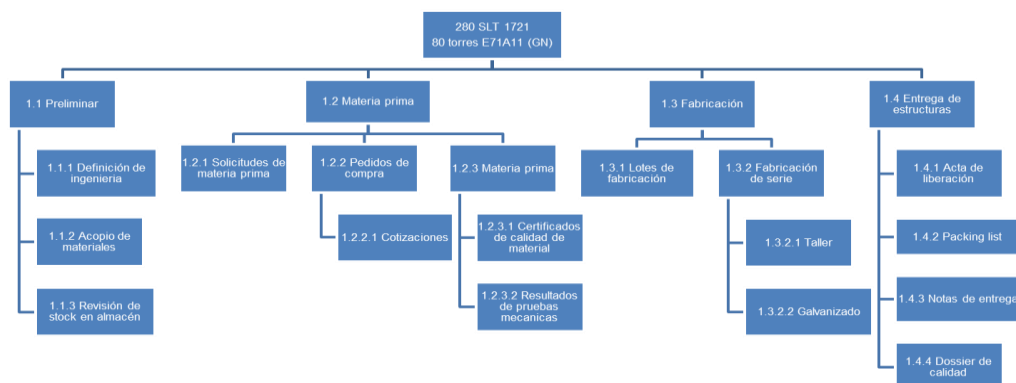 280 SLT 1721
80 torres E71A11 (GN)
1.1 Preliminar
1.2 Materia prima
1.3 Fabricación
1.4 Entrega de
estructuras
1.1.1 Definición de
ingenieria
1.1.2 Acopio de
materiales
1.1.3 Revisión de
stock en almacén
1.2.1 Solicitudes de
materia prima
1.2.2 Pedidos de
compra
1.2.2.1 Cotizaciones
1.2.3 Materia prima
1.2.3.1 Certificados
de calidad de
material
1.2.3.2 Resultados
de pruebas
mecanicas
1.3.1 Lotes de
fabricación
1.3.2 Fabricación
de serie
1.3.2.1 Taller
1.3.2.2 Galvanizado
1.4.1 Acta de
liberación
1.4.2 Packing list
1.4.3 Notas de entrega
1.4.4 Dossier de
calidad